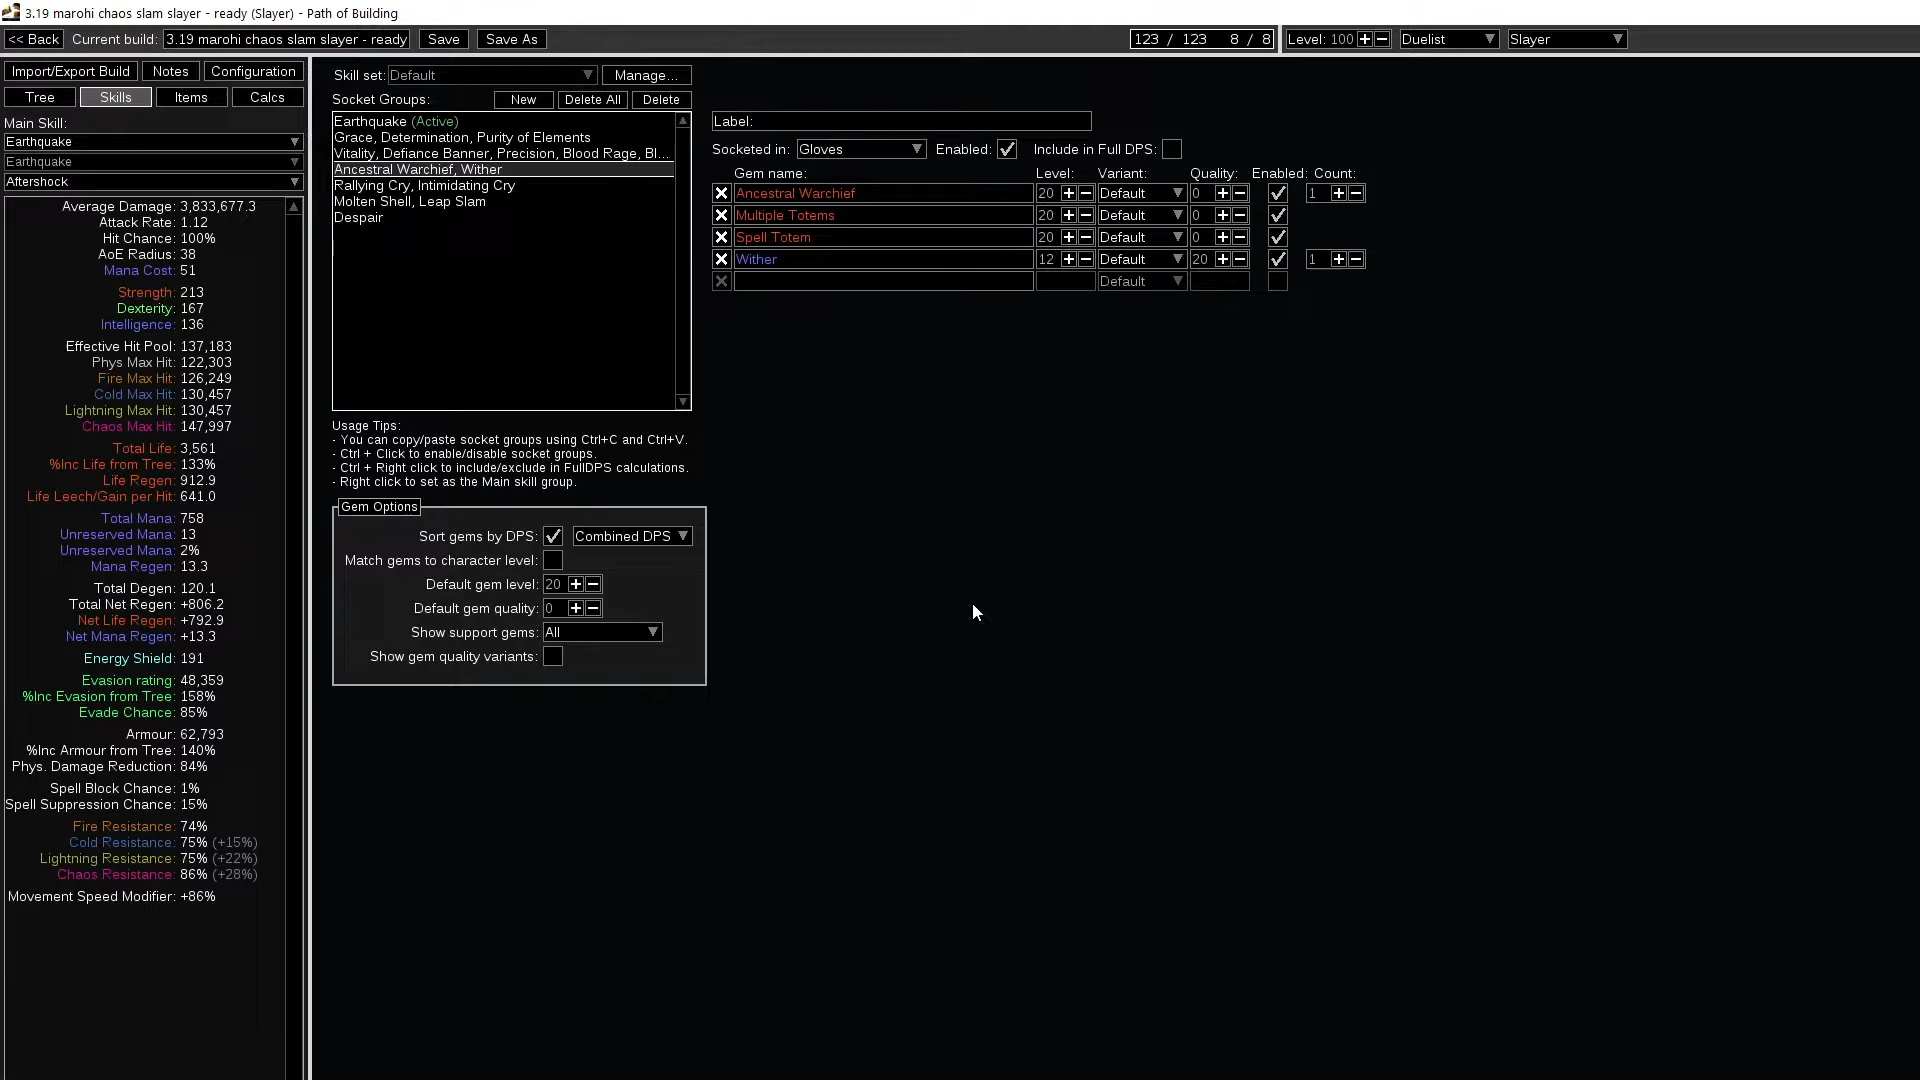 3.19 marohi chaos slam slayer - ready (Slayer) - Path of Building
<< Back Current build: 3.19 marohi chaos slam slayer - ready Save Save As 123 / 123 8 / 8 Level: 100 Duelist Slayer
Import/Export Build Notes Configuration
Tree Skills Items Calcs
Main Skill:
Earthquake
Earthquake
Aftershock
Average Damage: 3,833,677.3
Attack Rate: 1.12
Hit Chance: 100%
AoE Radius: 38
Mana Cost: 51
Strength: 213
Dexterity: 167
Intelligence: 136
Effective Hit Pool: 137,183
Phys Max Hit: 122,303
Fire Max Hit: 126,249
Cold Max Hit: 130,457
Lightning Max Hit: 130,457
Chaos Max Hit: 147,997
Total Life: 3,561
%Inc Life from Tree: 133%
Life Regen: 912.9
Life Leech/Gain per Hit: 641.0
Total Mana: 758
Unreserved Mana: 13
Unreserved Mana: 2%
Mana Regen: 13.3
Total Degen: 120.1
Total Net Regen: +806.2
Net Life Regen: +792.9
Net Mana Regen: +13.3
Energy Shield: 191
Evasion rating: 48,359
%Inc Evasion from Tree: 158%
Evade Chance: 85%
Armour: 62,793
%Inc Armour from Tree: 140%
Phys. Damage Reduction: 84%
Spell Block Chance: 1%
Spell Suppression Chance: 15%
Fire Resistance: 74%
Cold Resistance: 75% (+15%)
Lightning Resistance: 75% (+22%)
Chaos Resistance: 86% (+28%)
Movement Speed Modifier: +86%
Skill set: Default Manage...
Socket Groups: New Delete All Delete
Earthquake (Active)
Grace, Determination, Purity of Elements
Vitality, Defiance Banner, Precision, Blood Rage, Bl...
Ancestral Warchief, Wither
Rallying Cry, Intimidating Cry
Molten Shell, Leap Slam
Despair
Usage Tips:
- You can copy/paste socket groups using Ctrl+C and Ctrl+V.
- Ctrl + Click to enable/disable socket groups.
- Ctrl + Right click to include/exclude in FullDPS calculations.
- Right click to set as the Main skill group.
Gem Options
Sort gems by DPS: Combined DPS
Match gems to character level:
Default gem level: 20
Default gem quality: 0
Show support gems: All
Show gem quality variants:
Label:
Socketed in: Gloves Enabled: Include in Full DPS:
Gem name: Level: Variant: Quality: Enabled: Count:
Ancestral Warchief 20 Default 0 1
Multiple Totems 20 Default 0
Spell Totem 20 Default 0
Wither 12 Default 20 1
Default